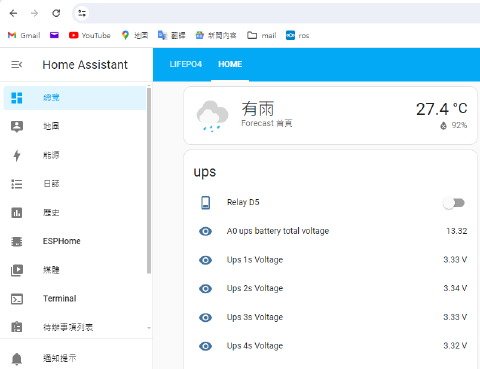 Gmail
YouTube
地圖
翻譯
新聞內容
mail
ros
Home Assistant
LIFEPO4
HOME
總覽
地圖
能源
日誌
歷史
ESPHome
媒體
Terminal
待辦事項列表
通知提示
有雨
Forecast 首頁
27.4 °C
92%
ups
Relay D5
A0 ups battery total voltage 13.32
Ups 1s Voltage 3.33 V
Ups 2s Voltage 3.34 V
Ups 3s Voltage 3.33 V
Ups 4s Voltage 3.32 V